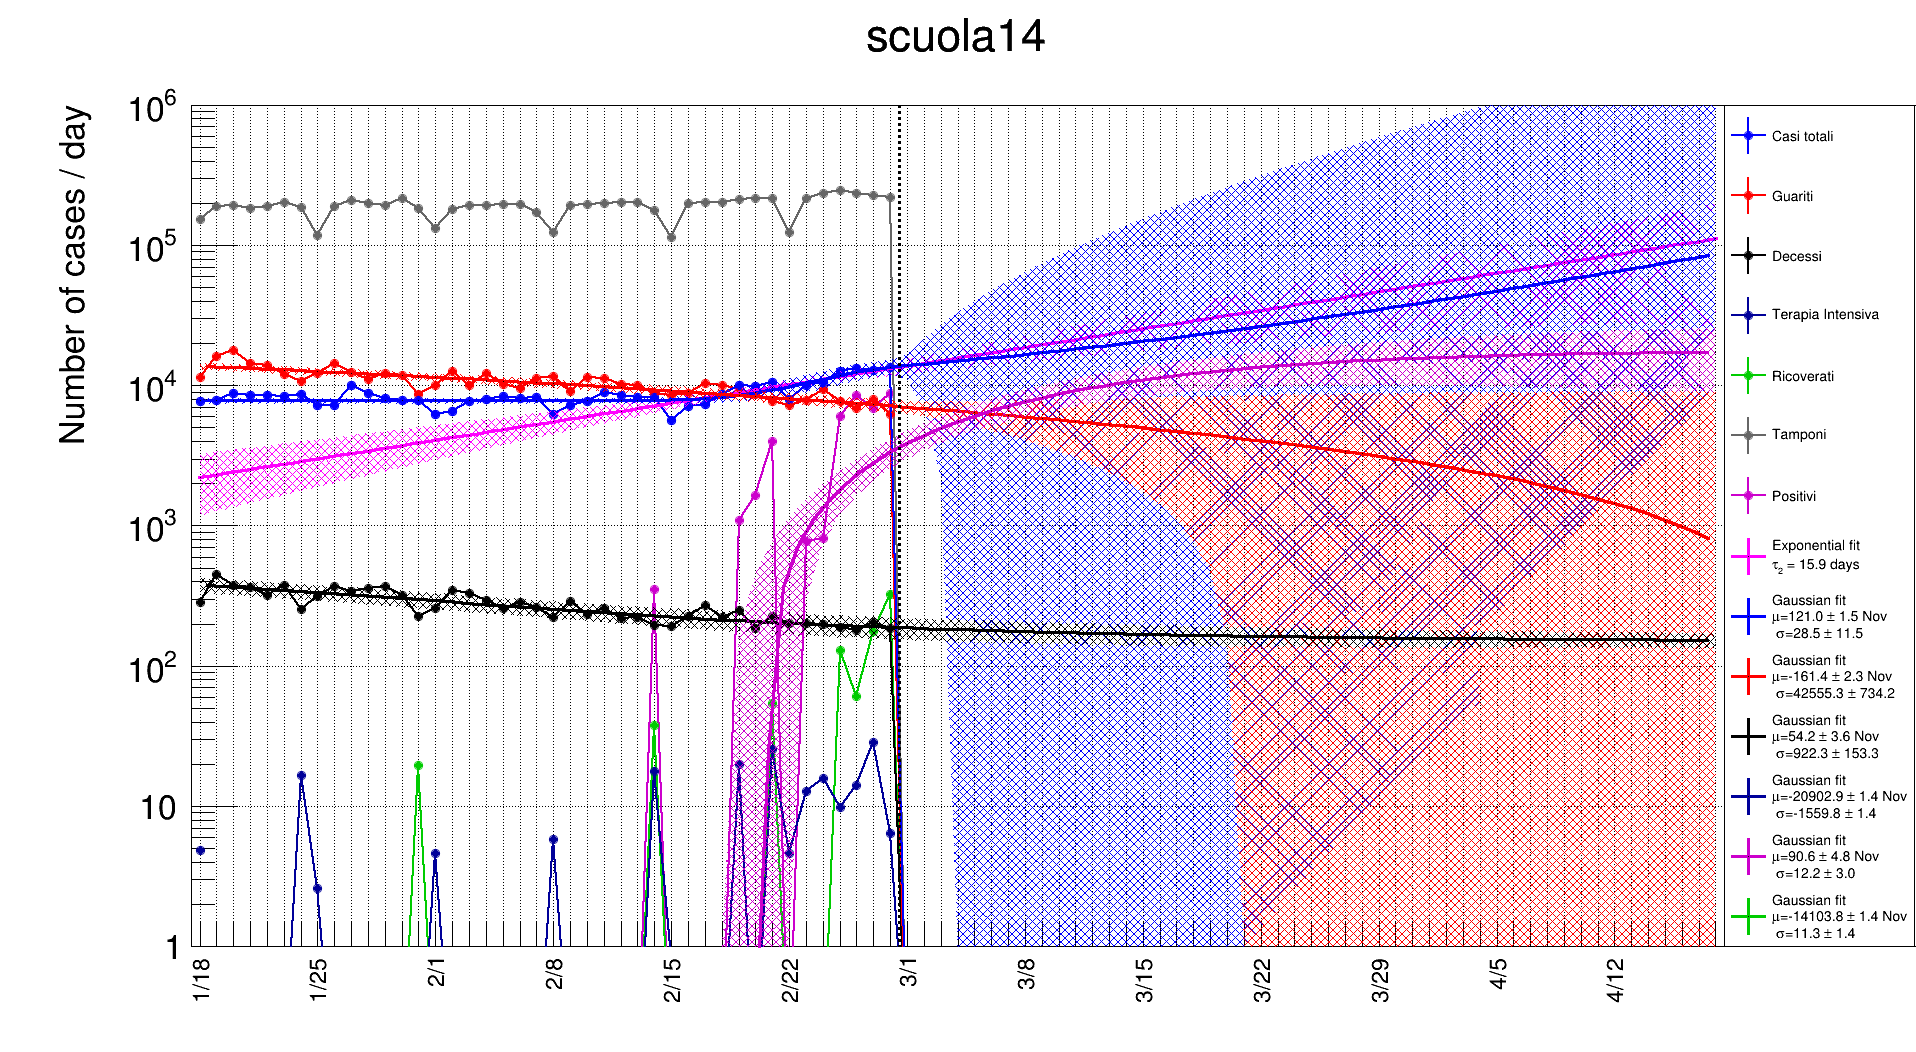 scuola14
Number of cases / day
10^6
10^5
10^4
10^3
10^2
10
1
1/18
1/25
2/1
2/8
2/15
2/22
3/1
3/8
3/15
3/22
3/29
4/5
4/12
Casi totali
Guariti
Decessi
Terapia Intensiva
Ricoverati
Tamponi
Positivi
Exponential fit
τ₂ = 15.9 days
Gaussian fit
μ=121.0 ± 1.5 Nov
σ=28.5 ± 11.5
Gaussian fit
μ=-161.4 ± 2.3 Nov
σ=42555.3 ± 734.2
Gaussian fit
μ=54.2 ± 3.6 Nov
σ=922.3 ± 153.3
Gaussian fit
μ=-20902.9 ± 1.4 Nov
σ=-1559.8 ± 1.4
Gaussian fit
μ=90.6 ± 4.8 Nov
σ=12.2 ± 3.0
Gaussian fit
μ=-14103.8 ± 1.4 Nov
σ=11.3 ± 1.4